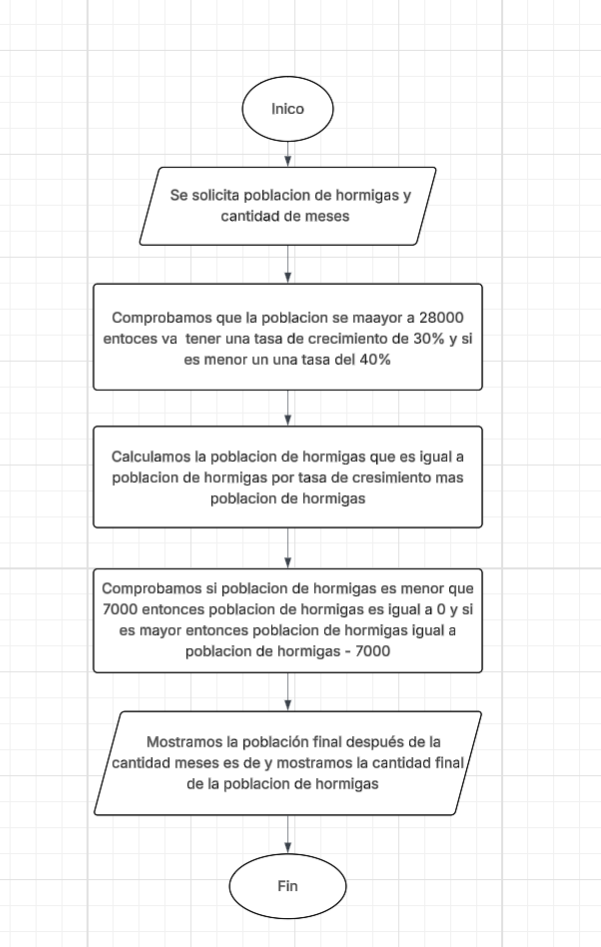 Inico
Se solicita poblacion de hormigas y
cantidad de meses
Comprobamos que la poblacion se maayor a 28000
entoces va tener una tasa de crecimiento de 30% y si
es menor un una tasa del 40%
Calculamos la poblacion de hormigas que es igual a
poblacion de hormigas por tasa de cresimiento mas
poblacion de hormigas
Comprobamos si poblacion de hormigas es menor que
7000 entonces poblacion de hormigas es igual a 0 y si
es mayor entonces poblacion de hormigas igual a
poblacion de hormigas - 7000
Mostramos la población final después de la
cantidad meses es de y mostramos la cantidad final
de la poblacion de hormigas
Fin